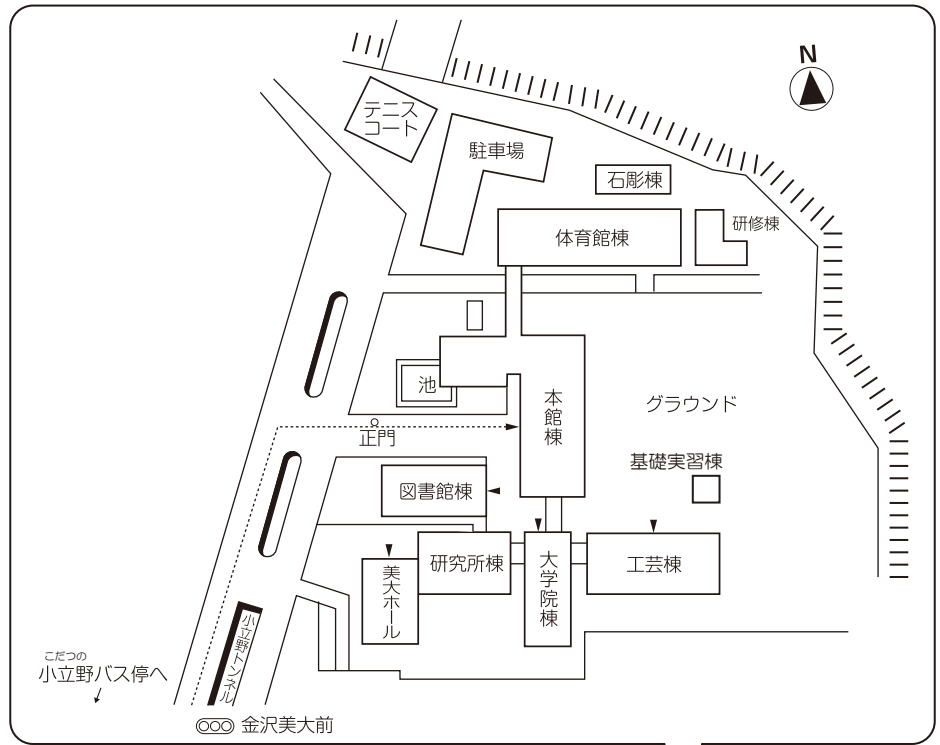 N
テニス
コート
駐車場
石彫棟
体育館棟
研修棟
池
本館棟
グラウンド
正門
基礎実習棟
図書館棟
研究所棟
大学院棟
工芸棟
美大ホール
小立野トンネル
こだつの
小立野バス停へ
金沢美大前